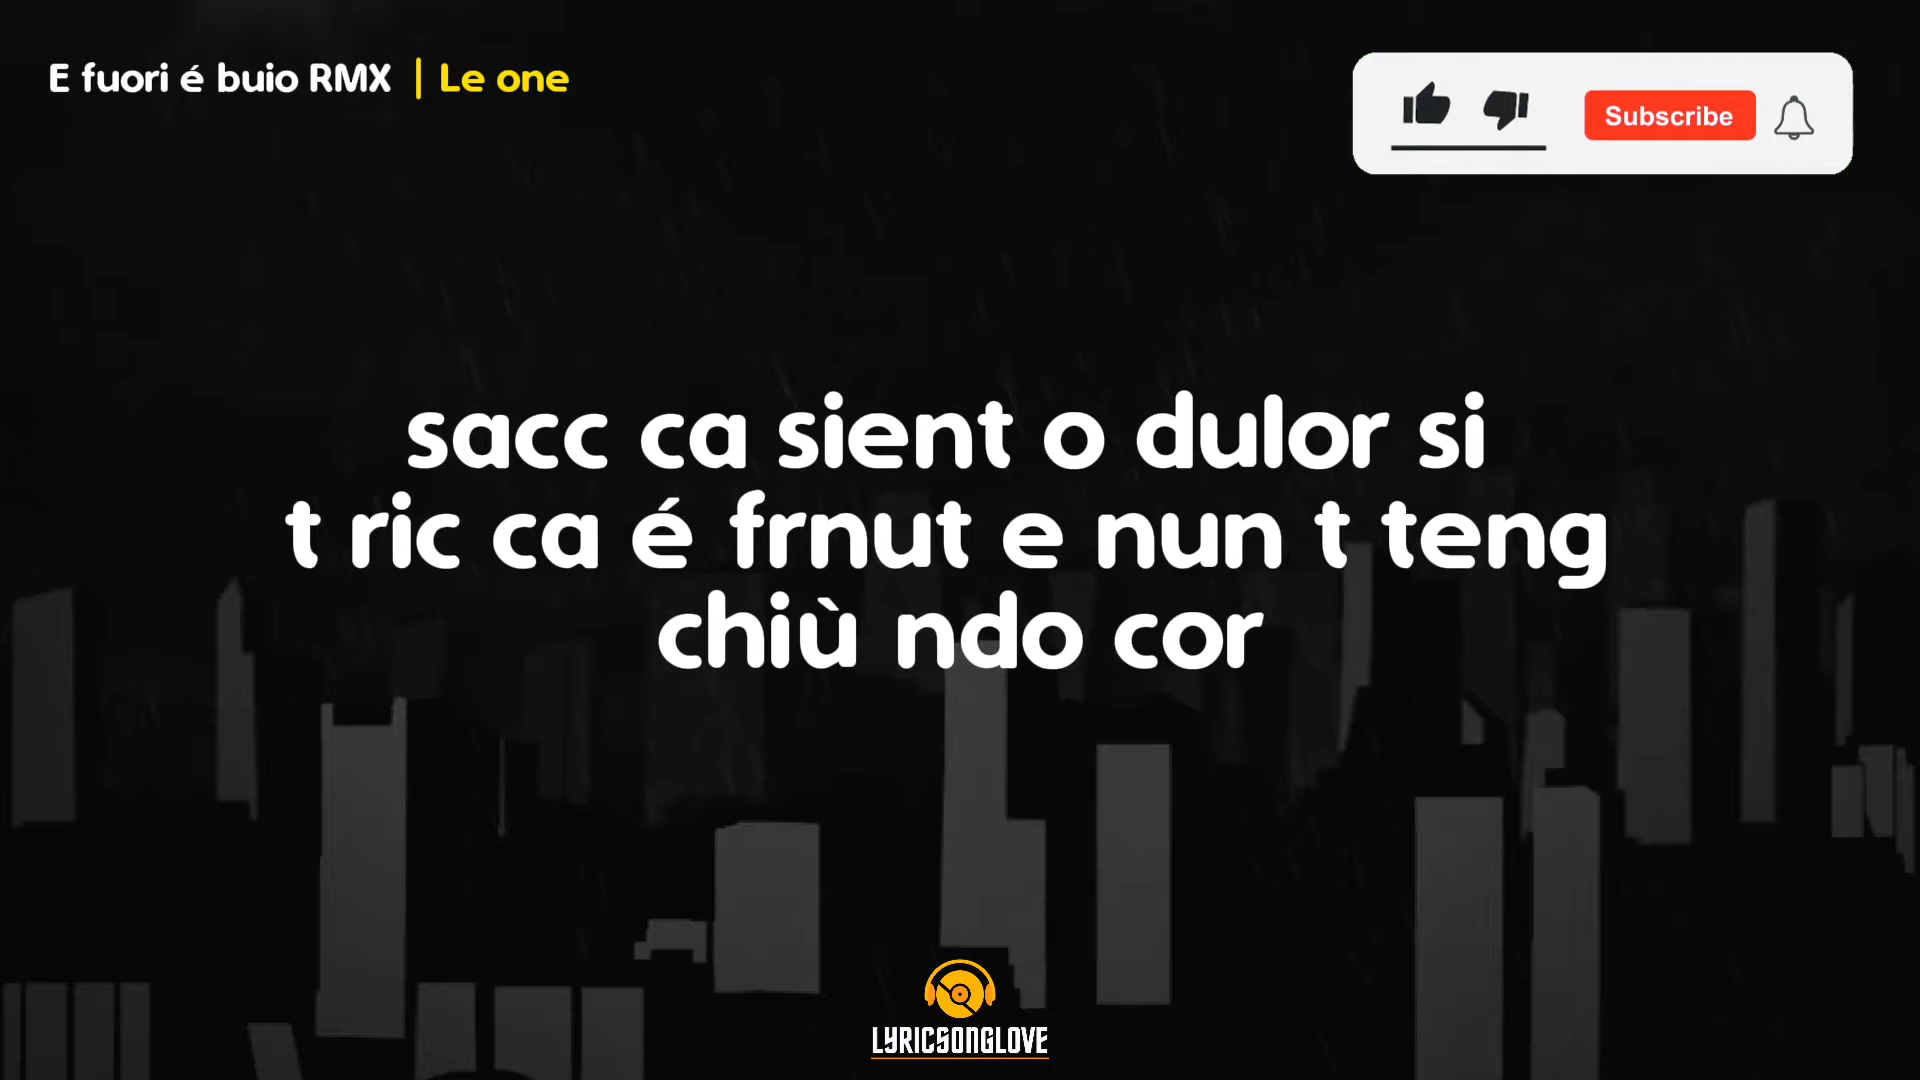 E fuori é buio RMX | Le one
Subscribe
sacc ca sient o dulor si
t ric ca é frnut e nun t teng
chiù ndo cor
LYRICSONGLOVE